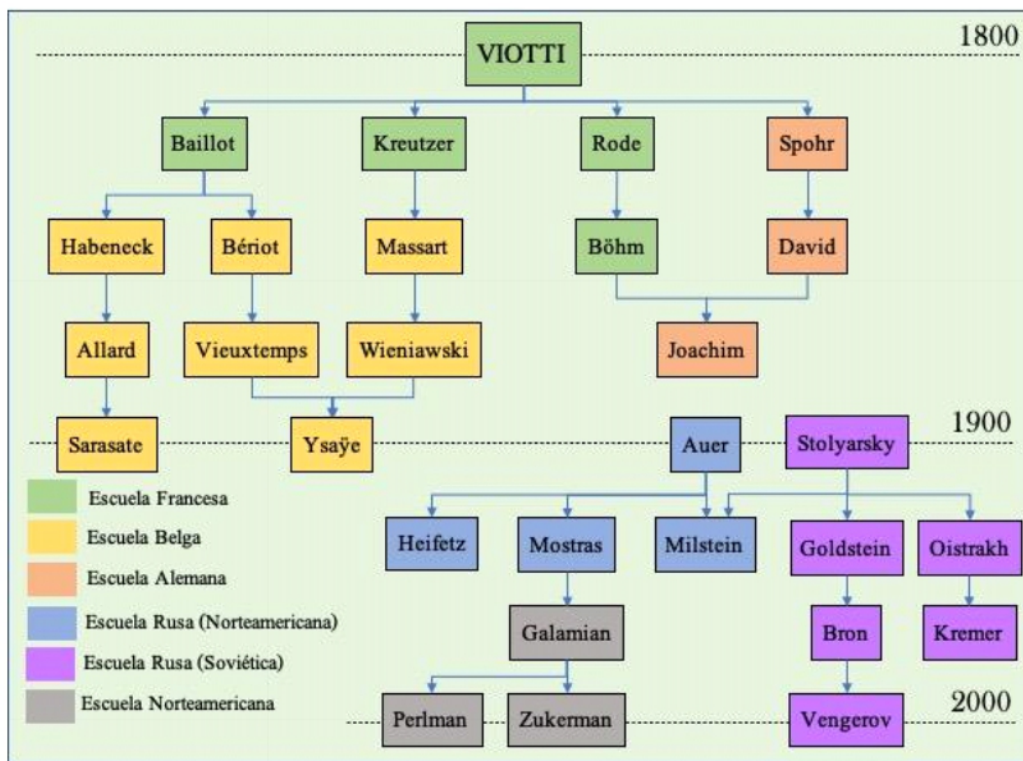 1800
VIOTTI
Baillot
Kreutzer
Rode
Spohr
Habeneck
Bériot
Massart
Böhm
David
Allard
Vieuxtemps
Wieniawski
Joachim
1900
Sarasate
Ysaÿe
Auer
Stolyarsky
Escuela Francesa
Escuela Belga
Escuela Alemana
Escuela Rusa (Norteamericana)
Escuela Rusa (Soviética)
Escuela Norteamericana
Heifetz
Mostras
Milstein
Goldstein
Oistrakh
Galamian
Bron
Kremer
2000
Perlman
Zukerman
Vengerov